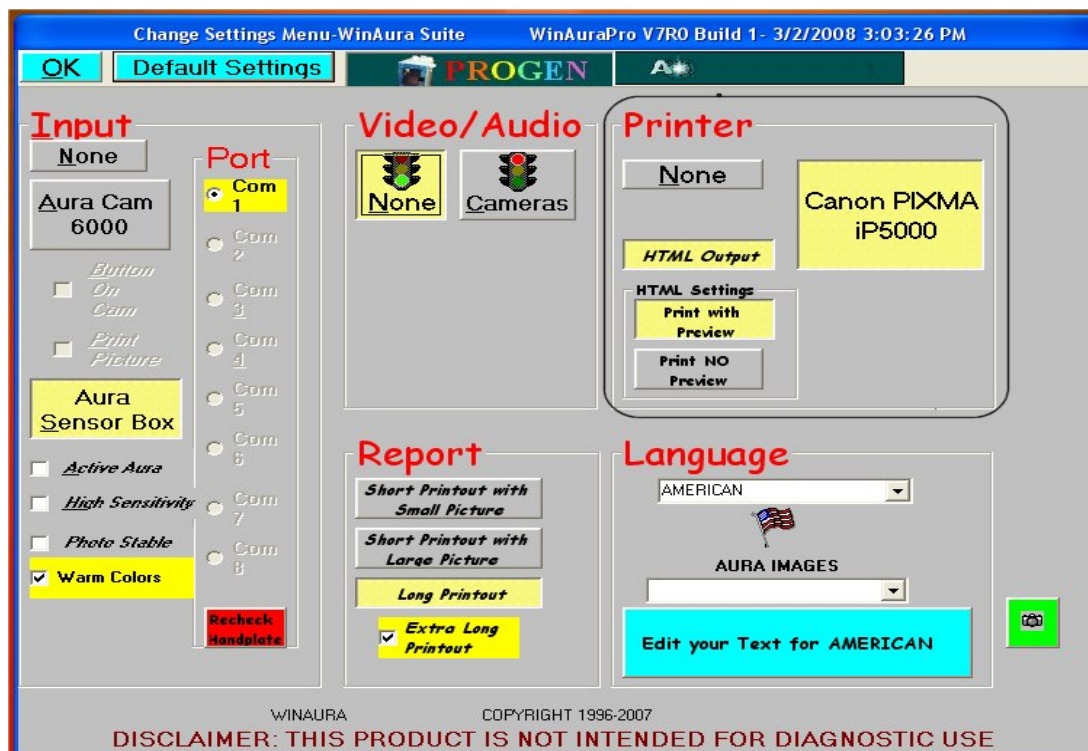 Change Settings Menu-WinAura Suite WinAuraPro V7R0 Build 1- 3/2/2008 3:03:26 PM
OK Default Settings PROGEN
Input
None
Aura Cam
6000
Button
On
Cam
Print
Picture
Aura
Sensor Box
Active Aura
High Sensitivity
Photo Stable
Warm Colors
Port
Com
1
Com
2
Com
3
Com
4
Com
5
Com
6
Com
7
Com
8
Recheck
Handplate
Video/Audio
None Cameras
Printer
None
Canon PIXMA
iP5000
HTML Output
HTML Settings
Print with
Preview
Print NO
Preview
Report
Short Printout with
Small Picture
Short Printout with
Large Picture
Long Printout
Extra Long
Printout
Language
AMERICAN
AURA IMAGES
Edit your Text for AMERICAN
WINAURA COPYRIGHT 1996-2007
DISCLAIMER: THIS PRODUCT IS NOT INTENDED FOR DIAGNOSTIC USE